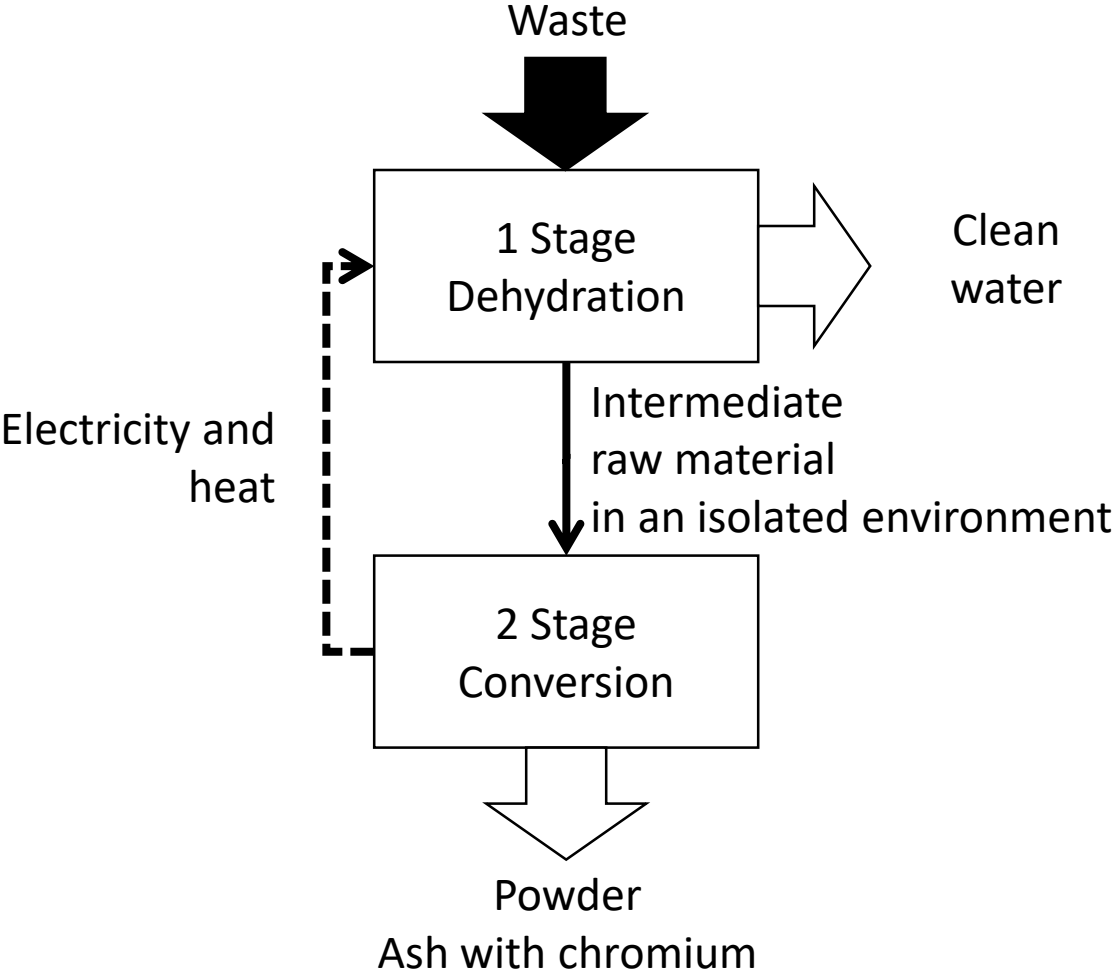 Waste
1 Stage
Dehydration
Clean
water
Intermediate
raw material
in an isolated environment
Electricity and
heat
2 Stage
Conversion
Powder
Ash with chromium